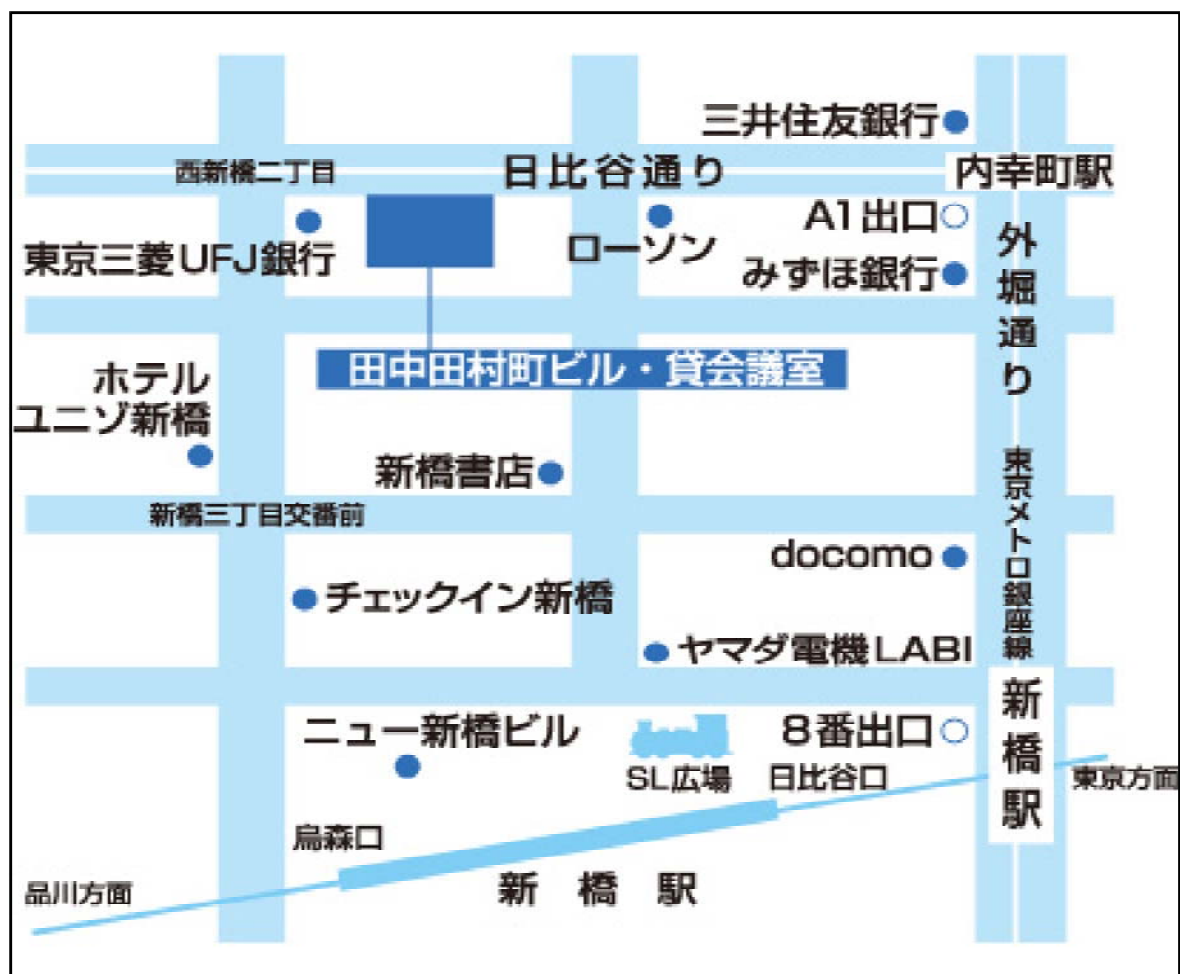 三井住友銀行
西新橋二丁目
日比谷通り
内幸町駅
A1出口
東京三菱UFJ銀行
ローソン
みずほ銀行
外堀通り
田中田村町ビル・貸会議室
ホテル
ユニゾ新橋
新橋書店
東京メトロ銀座線
新橋三丁目交番前
docomo
チェックイン新橋
ヤマダ電機LABI
新橋駅
ニュー新橋ビル
8番出口
SL広場
日比谷口
東京方面
烏森口
品川方面
新橋駅